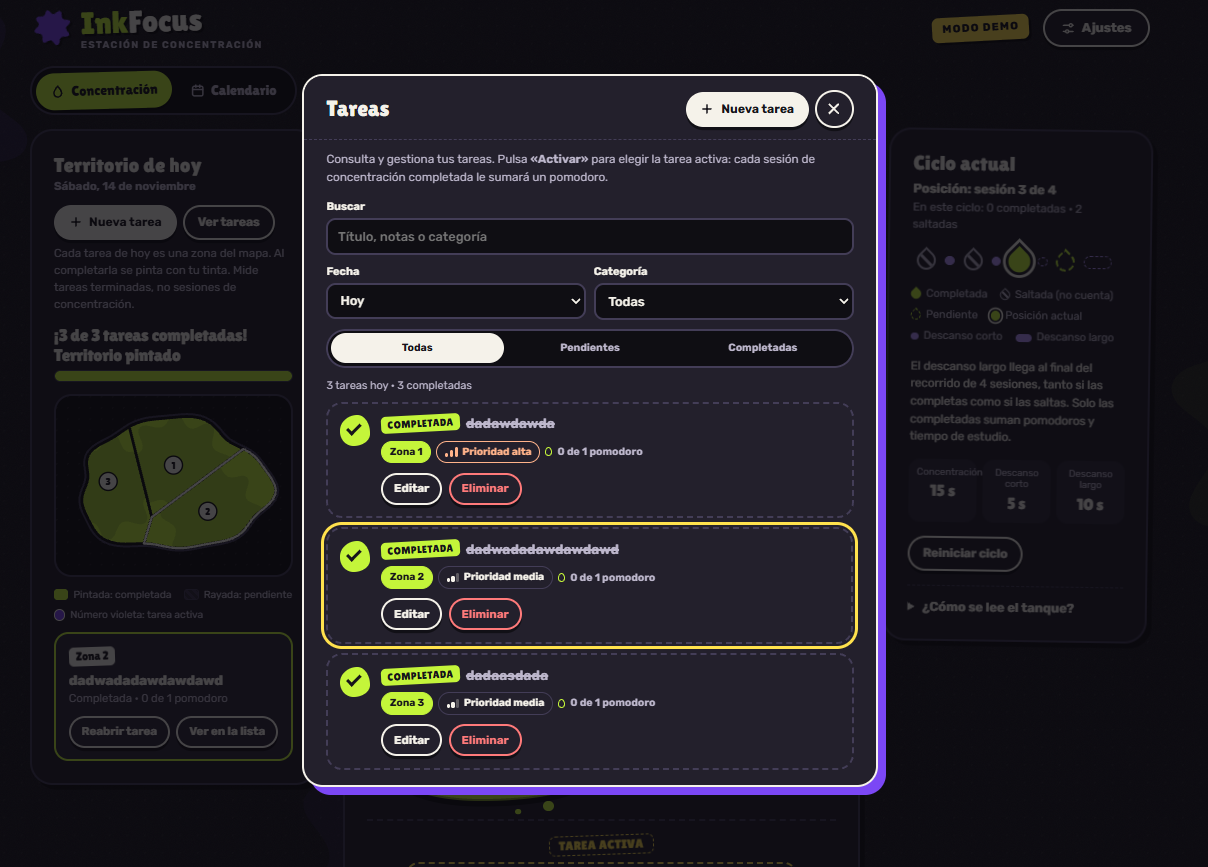 InkFocus
ESTACIÓN DE CONCENTRACIÓN
MODO DEMO
Ajustes
Concentración
Calendario
Territorio de hoy
Sábado, 14 de noviembre
+ Nueva tarea
Ver tareas
Cada tarea de hoy es una zona del mapa. Al
completarla se pinta con tu tinta. Mide
tareas terminadas, no sesiones de
concentración.
¡3 de 3 tareas completadas!
Territorio pintado
1
2
3
Pintada: completada
Rayada: pendiente
Número violeta: tarea activa
Zona 2
dadwadadawdawdawd
Completada • 0 de 1 pomodoro
Reabrir tarea
Ver en la lista
Tareas
+ Nueva tarea
Consulta y gestiona tus tareas. Pulsa «Activar» para elegir la tarea activa: cada sesión de
concentración completada le sumará un pomodoro.
Buscar
Título, notas o categoría
Fecha
Categoría
Hoy
Todas
Todas
Pendientes
Completadas
3 tareas hoy • 3 completadas
COMPLETADA dadawdawda
Zona 1 Prioridad alta 0 de 1 pomodoro
Editar Eliminar
COMPLETADA dadwadadawdawdawd
Zona 2 Prioridad media 0 de 1 pomodoro
Editar Eliminar
COMPLETADA dadaasdada
Zona 3 Prioridad media 0 de 1 pomodoro
Editar Eliminar
TAREA ACTIVA
Ciclo actual
Posición: sesión 3 de 4
En este ciclo: 0 completadas • 2
saltadas
Completada
Saltada (no cuenta)
Pendiente
Posición actual
Descanso corto
Descanso largo
El descanso largo llega al final del
recorrido de 4 sesiones, tanto si las
completas como si las saltas. Solo las
completadas suman pomodoros y
tiempo de estudio.
Concentración
15 s
Descanso
corto
5 s
Descanso
largo
10 s
Reiniciar ciclo
¿Cómo se lee el tanque?